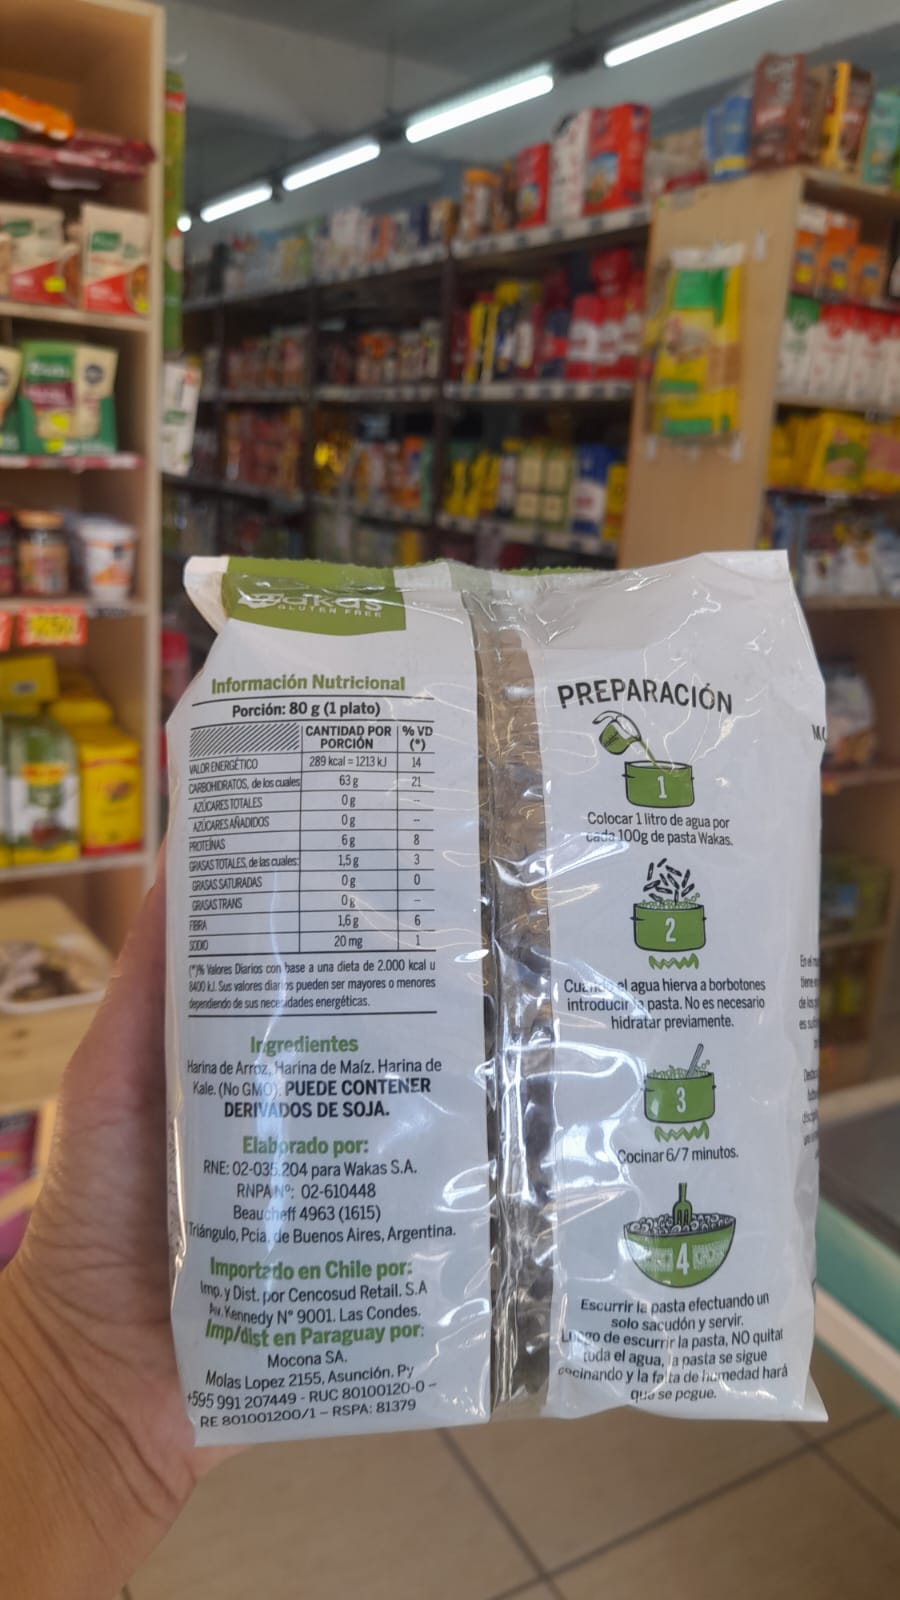 Wakas
GLUTEN FREE
Información Nutricional
Porción: 80 g (1 plato)
CANTIDAD POR PORCIÓN % VD (*)
VALOR ENERGÉTICO 289 kcal = 1213 kJ 14
CARBOHIDRATOS, de los cuales: 63 g 21
AZÚCARES TOTALES 0 g --
AZÚCARES AÑADIDOS 0 g --
PROTEÍNAS 6 g 8
GRASAS TOTALES, de las cuales: 1,5 g 3
GRASAS SATURADAS 0 g 0
GRASAS TRANS 0 g --
FIBRA 1,6 g 6
SODIO 20 mg 1
(*)% Valores Diarios con base a una dieta de 2.000 kcal u
8400 kJ. Sus valores diarios pueden ser mayores o menores
dependiendo de sus necesidades energéticas.
Ingredientes
Harina de Arroz, Harina de Maíz. Harina de
Kale. (No GMO). PUEDE CONTENER
DERIVADOS DE SOJA.
Elaborado por:
RNE: 02-035.204 para Wakas S.A.
RNPA Nº: 02-610448
Beaucheff 4963 (1615)
Triángulo, Pcia. de Buenos Aires, Argentina.
Importado en Chile por:
Imp. y Dist. por Cencosud Retail. S.A
Av. Kennedy N° 9001. Las Condes.
Imp/dist en Paraguay por:
Mocona SA.
Molas Lopez 2155, Asunción, Py
+595 991 207449 - RUC 80100120-0 -
RE 801001200/1 - RSPA: 81379
PREPARACIÓN
1
Colocar 1 litro de agua por
cada 100g de pasta Wakas.
2
Cuando el agua hierva a borbotones
introducir la pasta. No es necesario
hidratar previamente.
3
Cocinar 6/7 minutos.
4
Escurrir la pasta efectuando un
solo sacudón y servir.
Luego de escurrir la pasta, NO quitar
toda el agua, la pasta se sigue
cocinando y la falta de humedad hará
que se pegue.